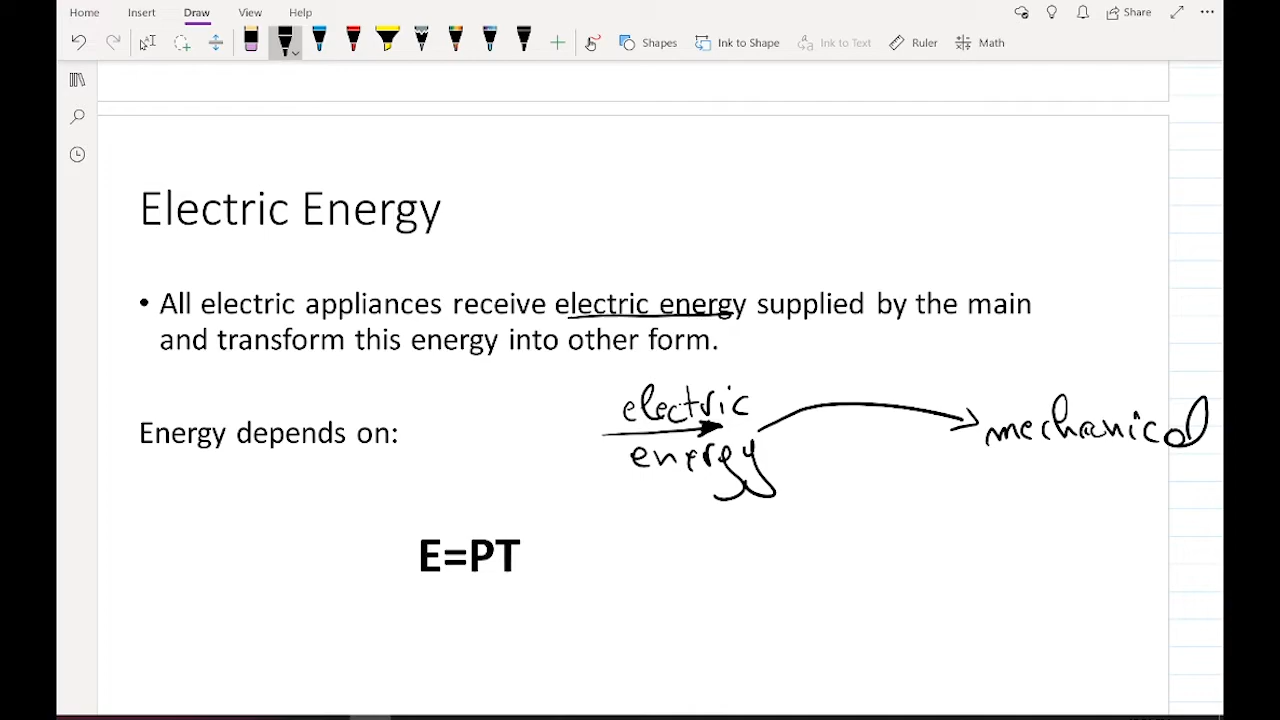 Home Insert Draw View Help Share
Shapes Ink to Shape Ink to Text Ruler Math
Electric Energy
• All electric appliances receive electric energy supplied by the main
and transform this energy into other form.
electric
mechanical
Energy depends on:
energy
E=PT